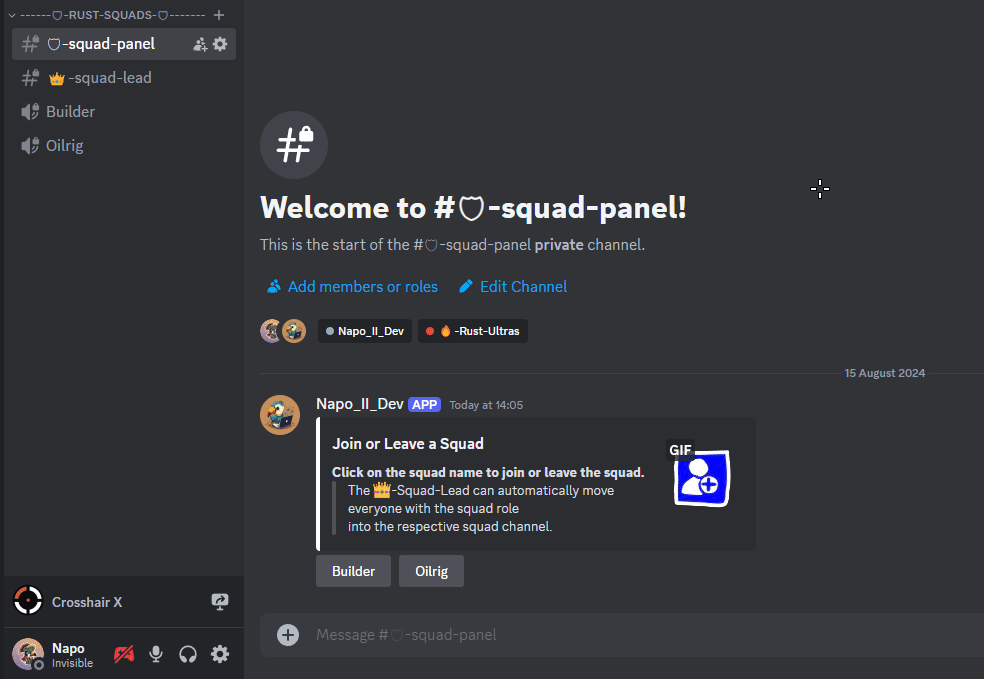 ------🛡-RUST-SQUADS-🛡-------
🛡-squad-panel
👑-squad-lead
Builder
Oilrig
Crosshair X
Napo
Invisible
Welcome to #🛡-squad-panel!
This is the start of the #🛡-squad-panel private channel.
Add members or roles
Edit Channel
Napo_II_Dev
🔥-Rust-Ultras
15 August 2024
Napo_II_Dev APP Today at 14:05
Join or Leave a Squad
GIF
Click on the squad name to join or leave the squad.
The 👑-Squad-Lead can automatically move
everyone with the squad role
into the respective squad channel.
Builder
Oilrig
Message #🛡-squad-panel